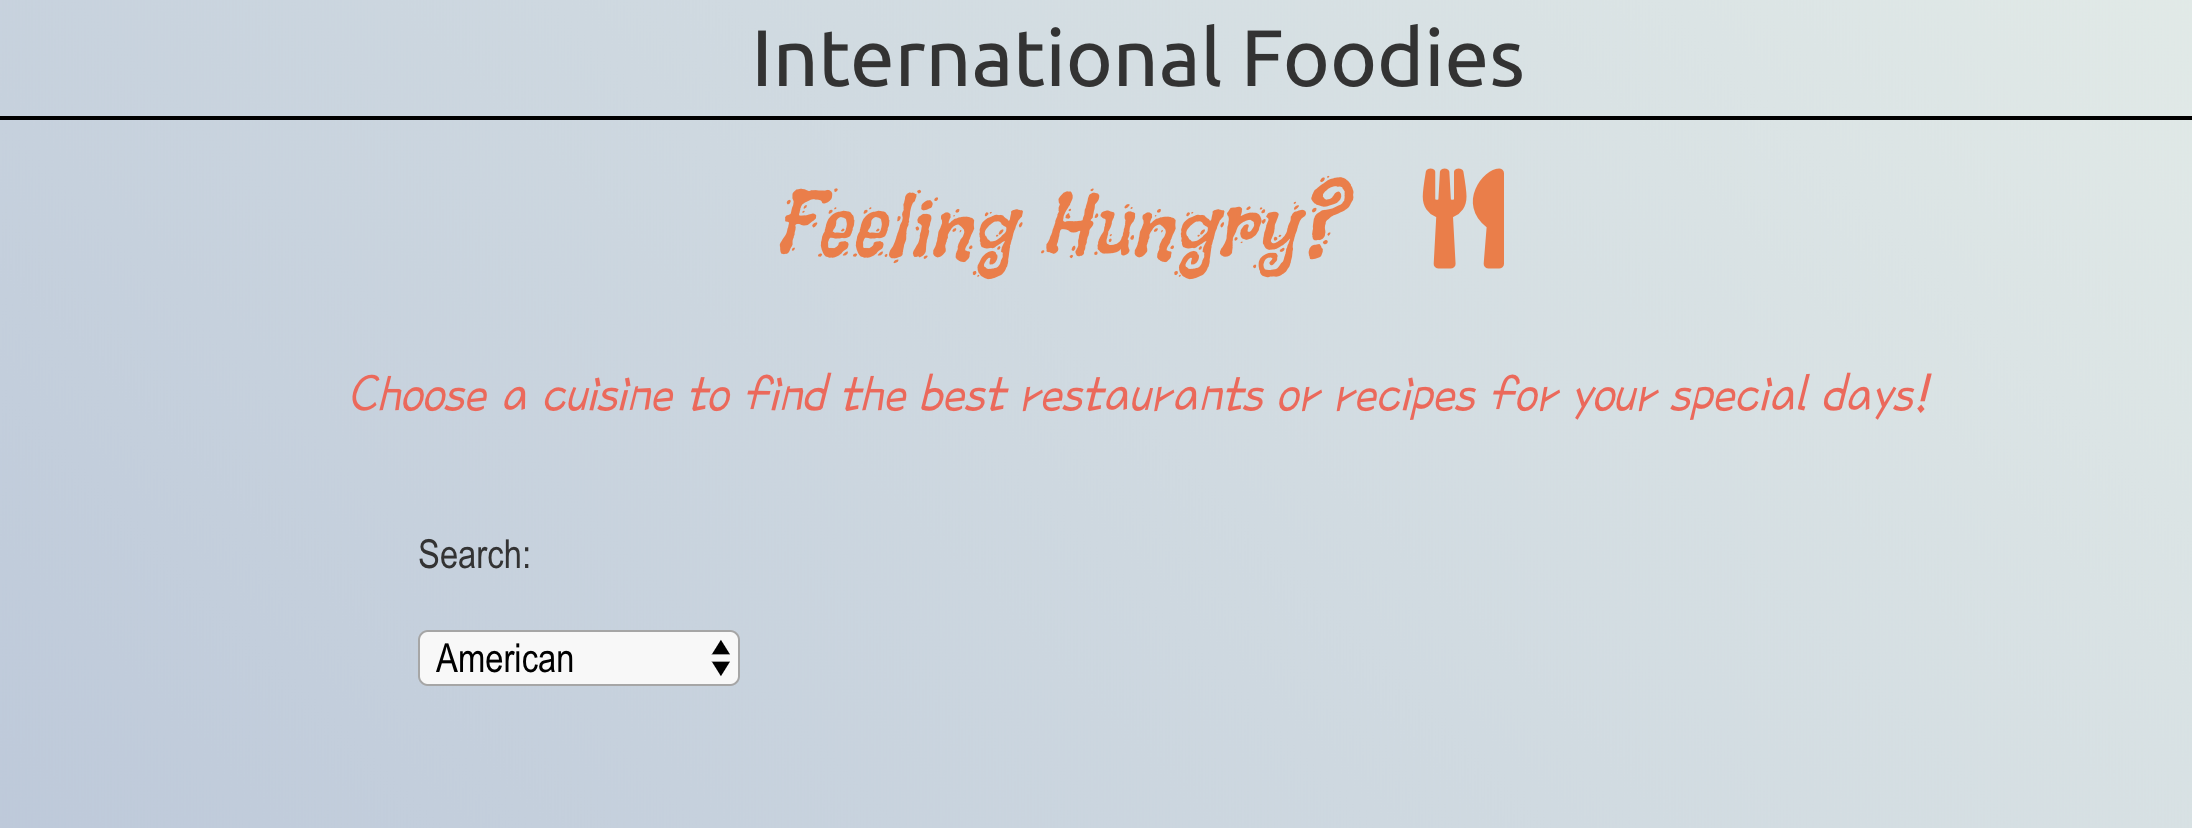 International Foodies
Feeling Hungry?
Choose a cuisine to find the best restaurants or recipes for your special days!
Search:
American